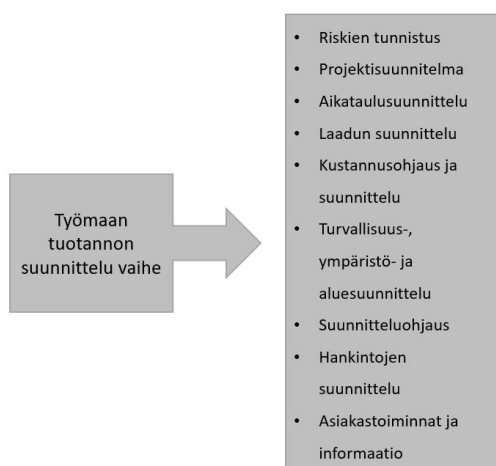 Työmaan
tuotannon
suunnittelu vaihe
• Riskien tunnistus
• Projektisuunnitelma
• Aikataulusuunnittelu
• Laadun suunnittelu
• Kustannusohjaus ja
suunnittelu
• Turvallisuus-,
ympäristö- ja
aluesuunnittelu
• Suunnitteluohjaus
• Hankintojen
suunnittelu
• Asiakastoiminnat ja
informaatio